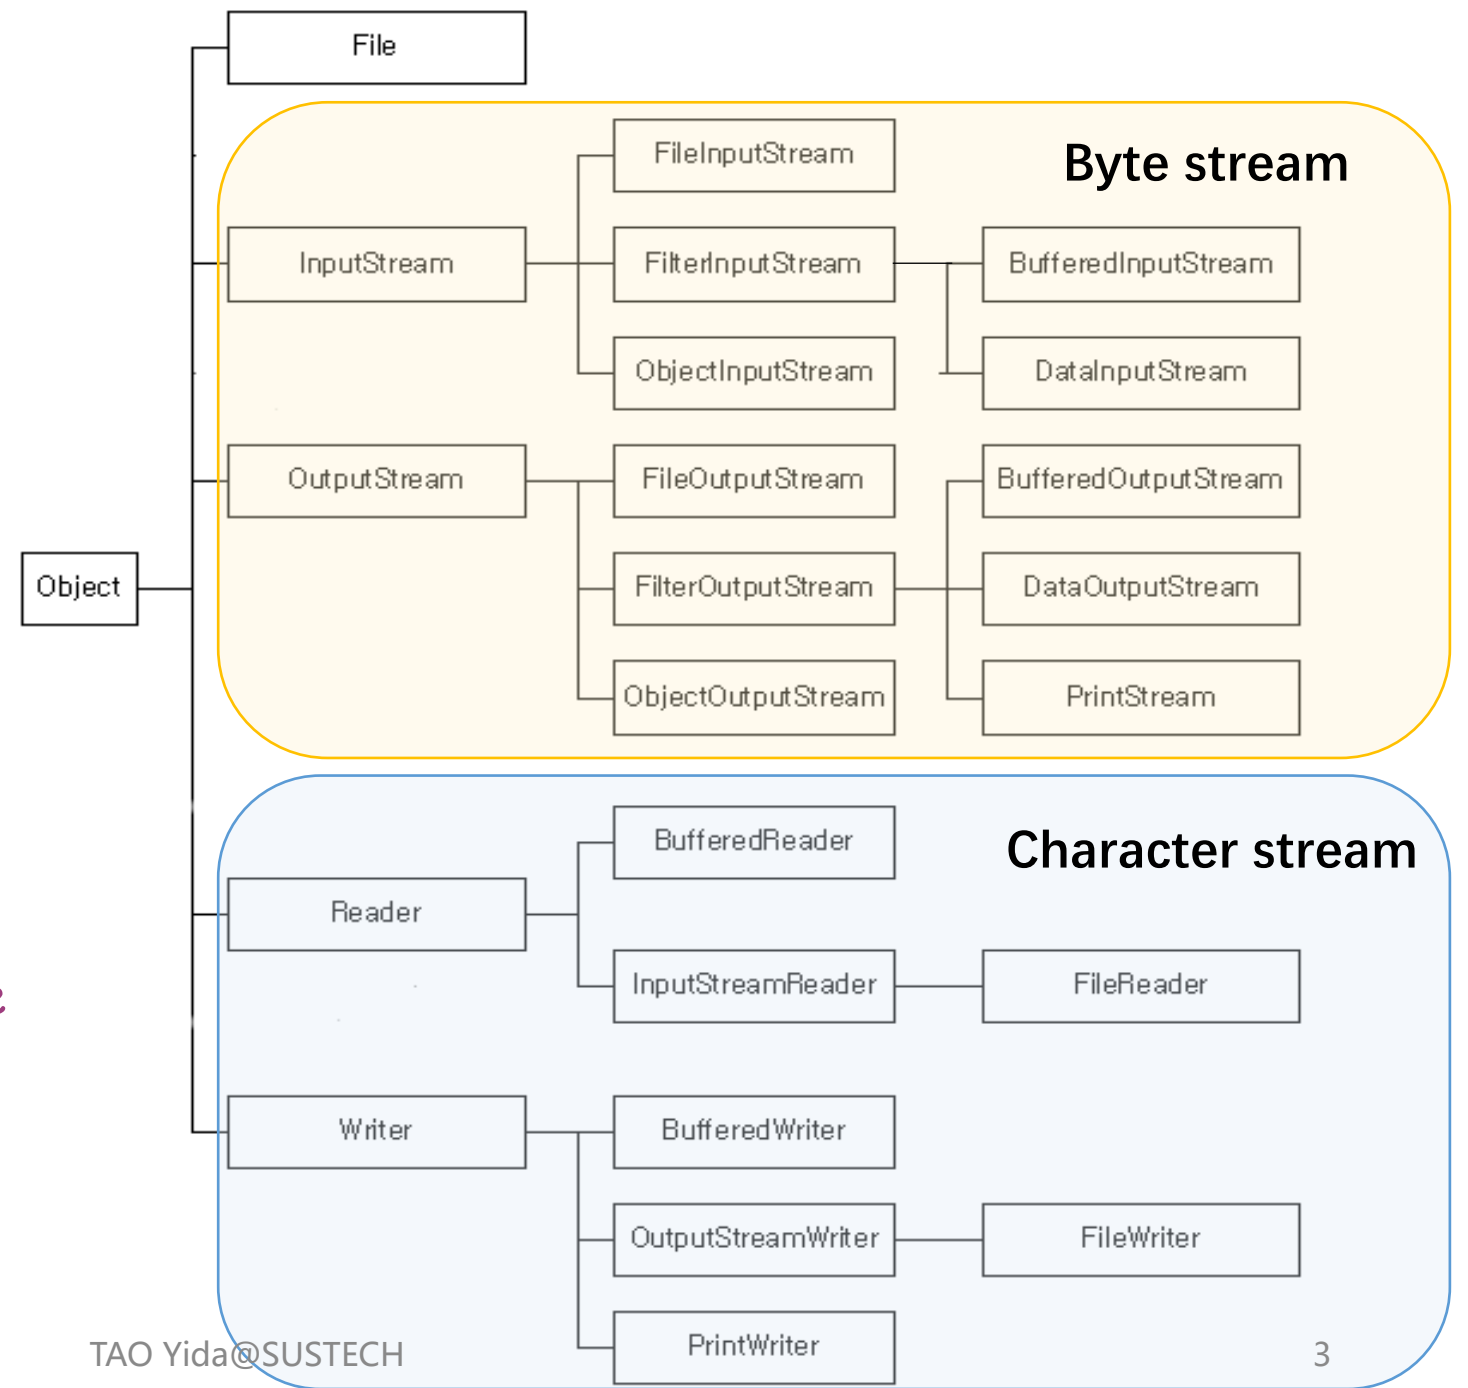 File
Byte stream
FileInputStream
InputStream
FilterInputStream
BufferedInputStream
ObjectInputStream
DataInputStream
OutputStream
FileOutputStream
BufferedOutputStream
Object
FilterOutputStream
DataOutputStream
ObjectOutputStream
PrintStream
Character stream
BufferedReader
Reader
InputStreamReader
FileReader
Writer
BufferedWriter
OutputStreamWriter
FileWriter
PrintWriter
TAO Yida@SUSTECH
3